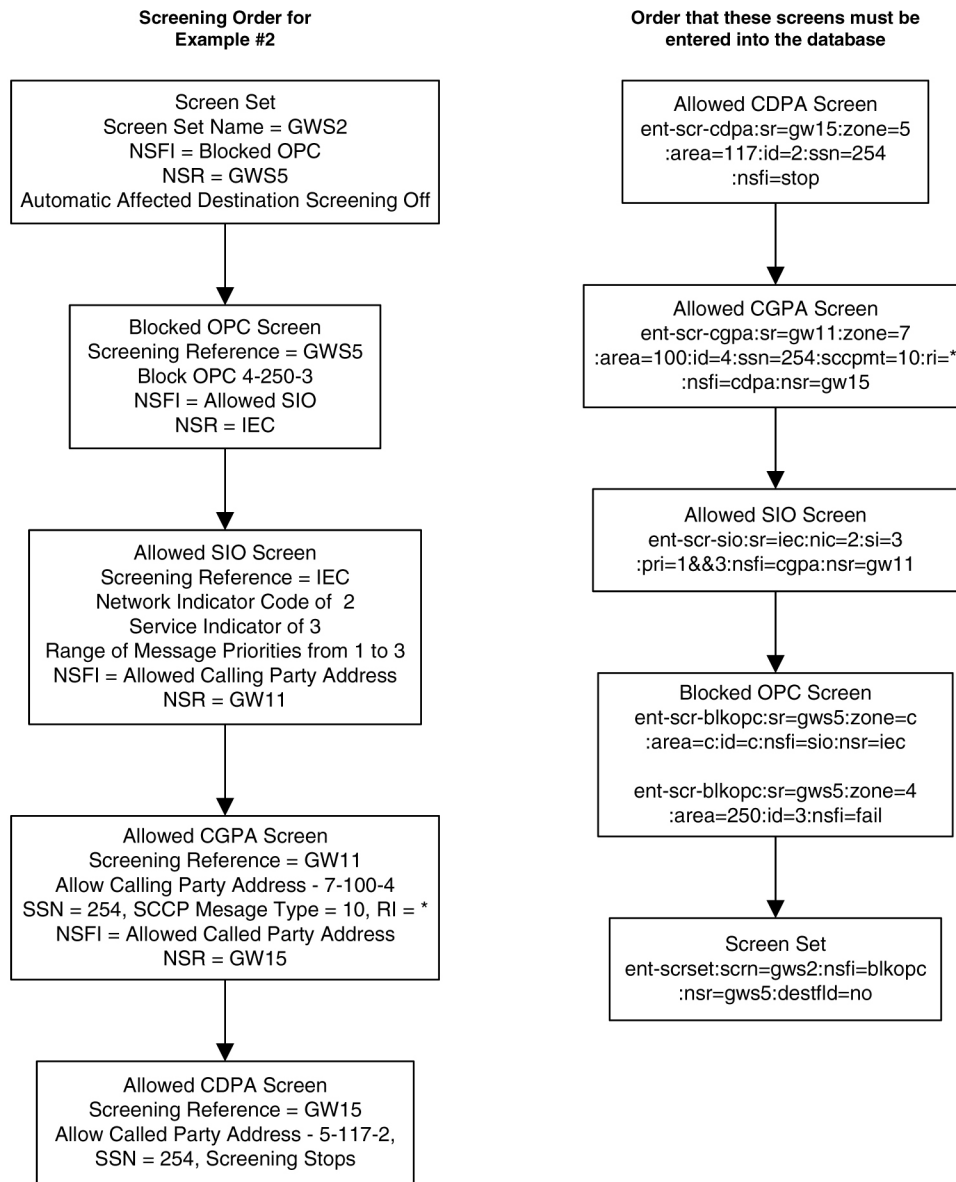 Screening Order for
Example #2
Screen Set
Screen Set Name = GWS2
NSFI = Blocked OPC
NSR = GWS5
Automatic Affected Destination Screening Off
Blocked OPC Screen
Screening Reference = GWS5
Block OPC 4-250-3
NSFI = Allowed SIO
NSR = IEC
Allowed SIO Screen
Screening Reference = IEC
Network Indicator Code of 2
Service Indicator of 3
Range of Message Priorities from 1 to 3
NSFI = Allowed Calling Party Address
NSR = GW11
Allowed CGPA Screen
Screening Reference = GW11
Allow Calling Party Address - 7-100-4
SSN = 254, SCCP Mesage Type = 10, RI = *
NSFI = Allowed Called Party Address
NSR = GW15
Allowed CDPA Screen
Screening Reference = GW15
Allow Called Party Address - 5-117-2,
SSN = 254, Screening Stops
Order that these screens must be
entered into the database
Allowed CDPA Screen
ent-scr-cdpa:sr=gw15:zone=5
:area=117:id=2:ssn=254
:nsfi=stop
Allowed CGPA Screen
ent-scr-cgpa:sr=gw11:zone=7
:area=100:id=4:ssn=254:sccpmt=10:ri=*
:nsfi=cdpa:nsr=gw15
Allowed SIO Screen
ent-scr-sio:sr=iec:nic=2:si=3
:pri=1&&3:nsfi=cgpa:nsr=gw11
Blocked OPC Screen
ent-scr-blkopc:sr=gws5:zone=c
:area=c:id=c:nsfi=sio:nsr=iec
ent-scr-blkopc:sr=gws5:zone=4
:area=250:id=3:nsfi=fail
Screen Set
ent-scrset:scrn=gws2:nsfi=blkopc
:nsr=gws5:destfld=no